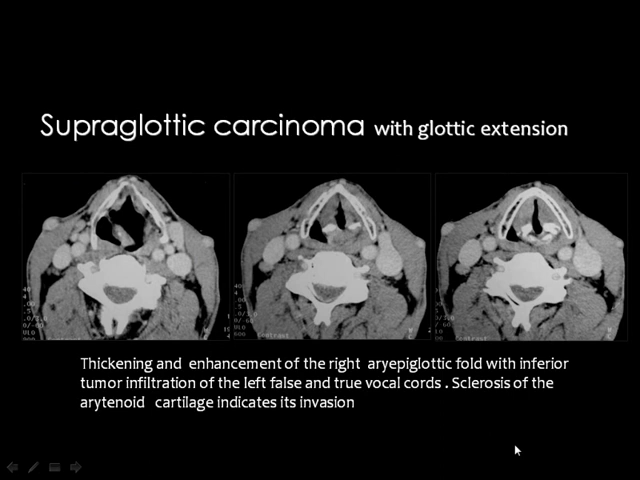 Supraglottic carcinoma with glottic extension
Thickening and enhancement of the right aryepiglottic fold with inferior
tumor infiltration of the left false and true vocal cords . Sclerosis of the
arytenoid cartilage indicates its invasion